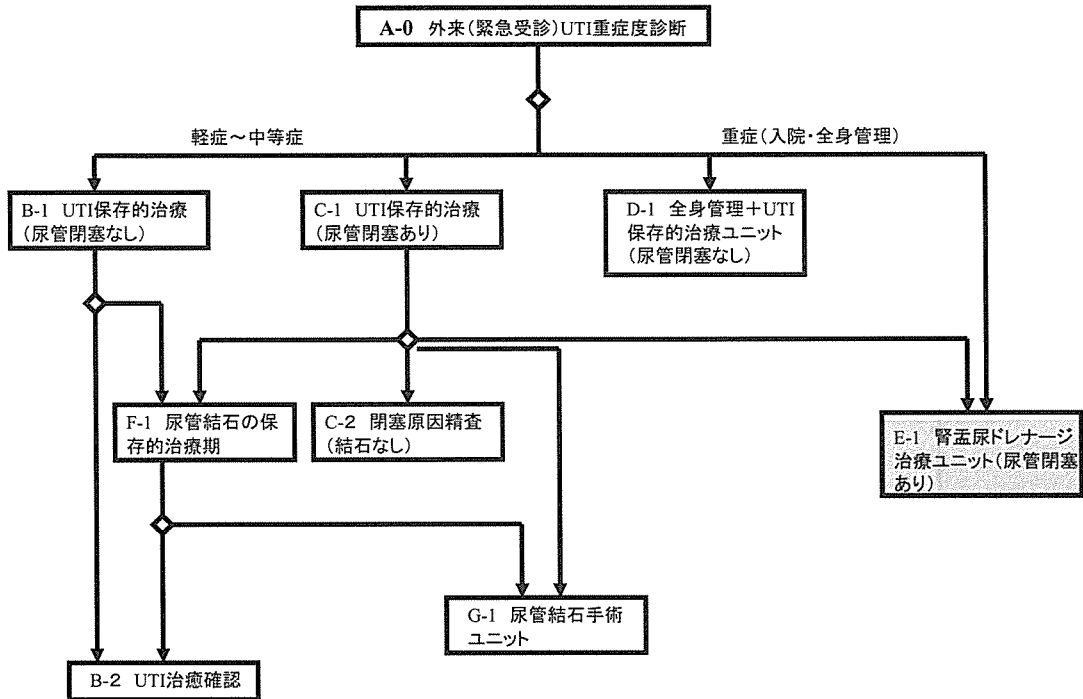 A-0 外来(緊急受診)UTI重症度診断
軽症～中等症
重症(入院・全身管理)
B-1 UTI保存的治療
(尿管閉塞なし)
C-1 UTI保存的治療
(尿管閉塞あり)
D-1 全身管理＋UTI
保存的治療ユニット
(尿管閉塞なし)
F-1 尿管結石の保
存的治療期
C-2 閉塞原因精査
(結石なし)
E-1 腎盂尿ドレナージ
治療ユニット(尿管閉塞
あり)
G-1 尿管結石手術
ユニット
B-2 UTI治癒確認